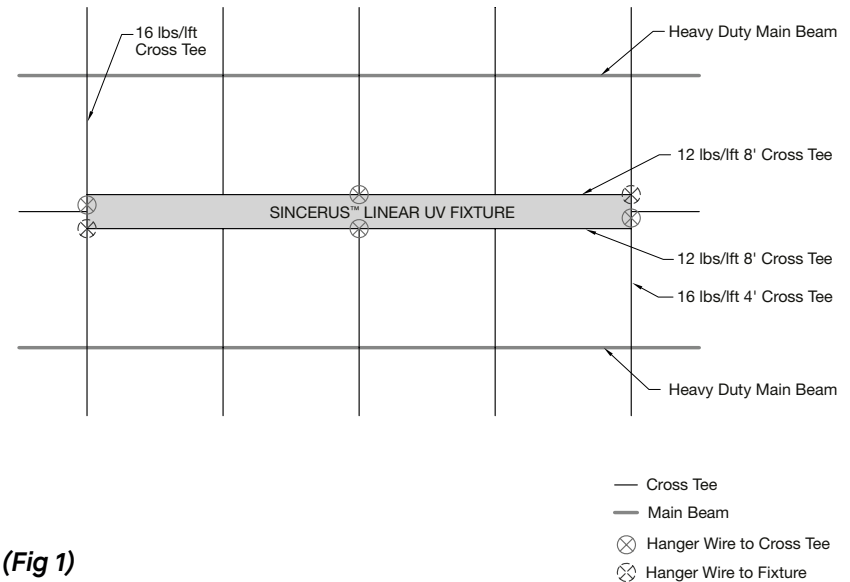 16 lbs/lft
Cross Tee
Heavy Duty Main Beam
12 lbs/lft 8' Cross Tee
SINCERUS™ LINEAR UV FIXTURE
12 lbs/lft 8' Cross Tee
16 lbs/lft 4' Cross Tee
Heavy Duty Main Beam
Cross Tee
Main Beam
Hanger Wire to Cross Tee
Hanger Wire to Fixture
(Fig 1)